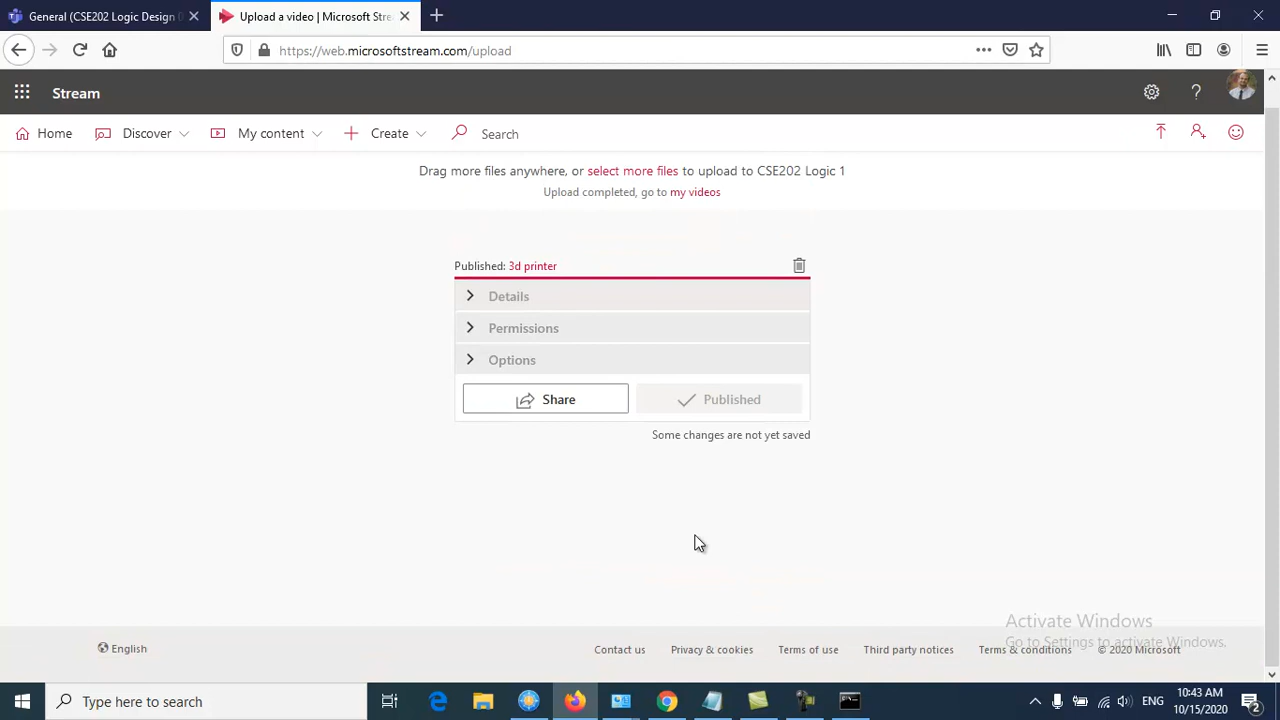 General (CSE202 Logic Design
Upload a video | Microsoft Stre
https://web.microsoftstream.com/upload
Stream
Home
Discover
My content
Create
Search
Drag more files anywhere, or select more files to upload to CSE202 Logic 1
Upload completed, go to my videos
Published: 3d printer
Details
Permissions
Options
Share
Published
Some changes are not yet saved
Activate Windows
Go to Settings to activate Windows.
English
Contact us
Privacy & cookies
Terms of use
Third party notices
Terms & conditions
© 2020 Microsoft
Type here to search
ENG
10:43 AM
10/15/2020
2